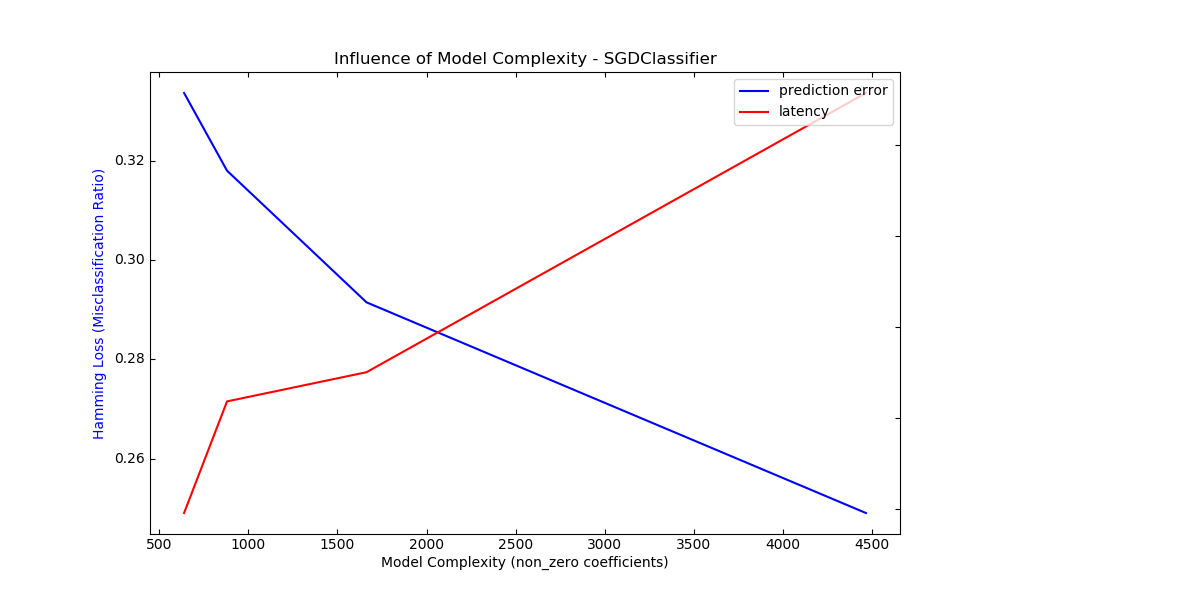 Influence of Model Complexity - SGDClassifier
prediction error
latency
Hamming Loss (Misclassification Ratio)
0.32
0.30
0.28
0.26
500 1000 1500 2000 2500 3000 3500 4000 4500
Model Complexity (non_zero coefficients)